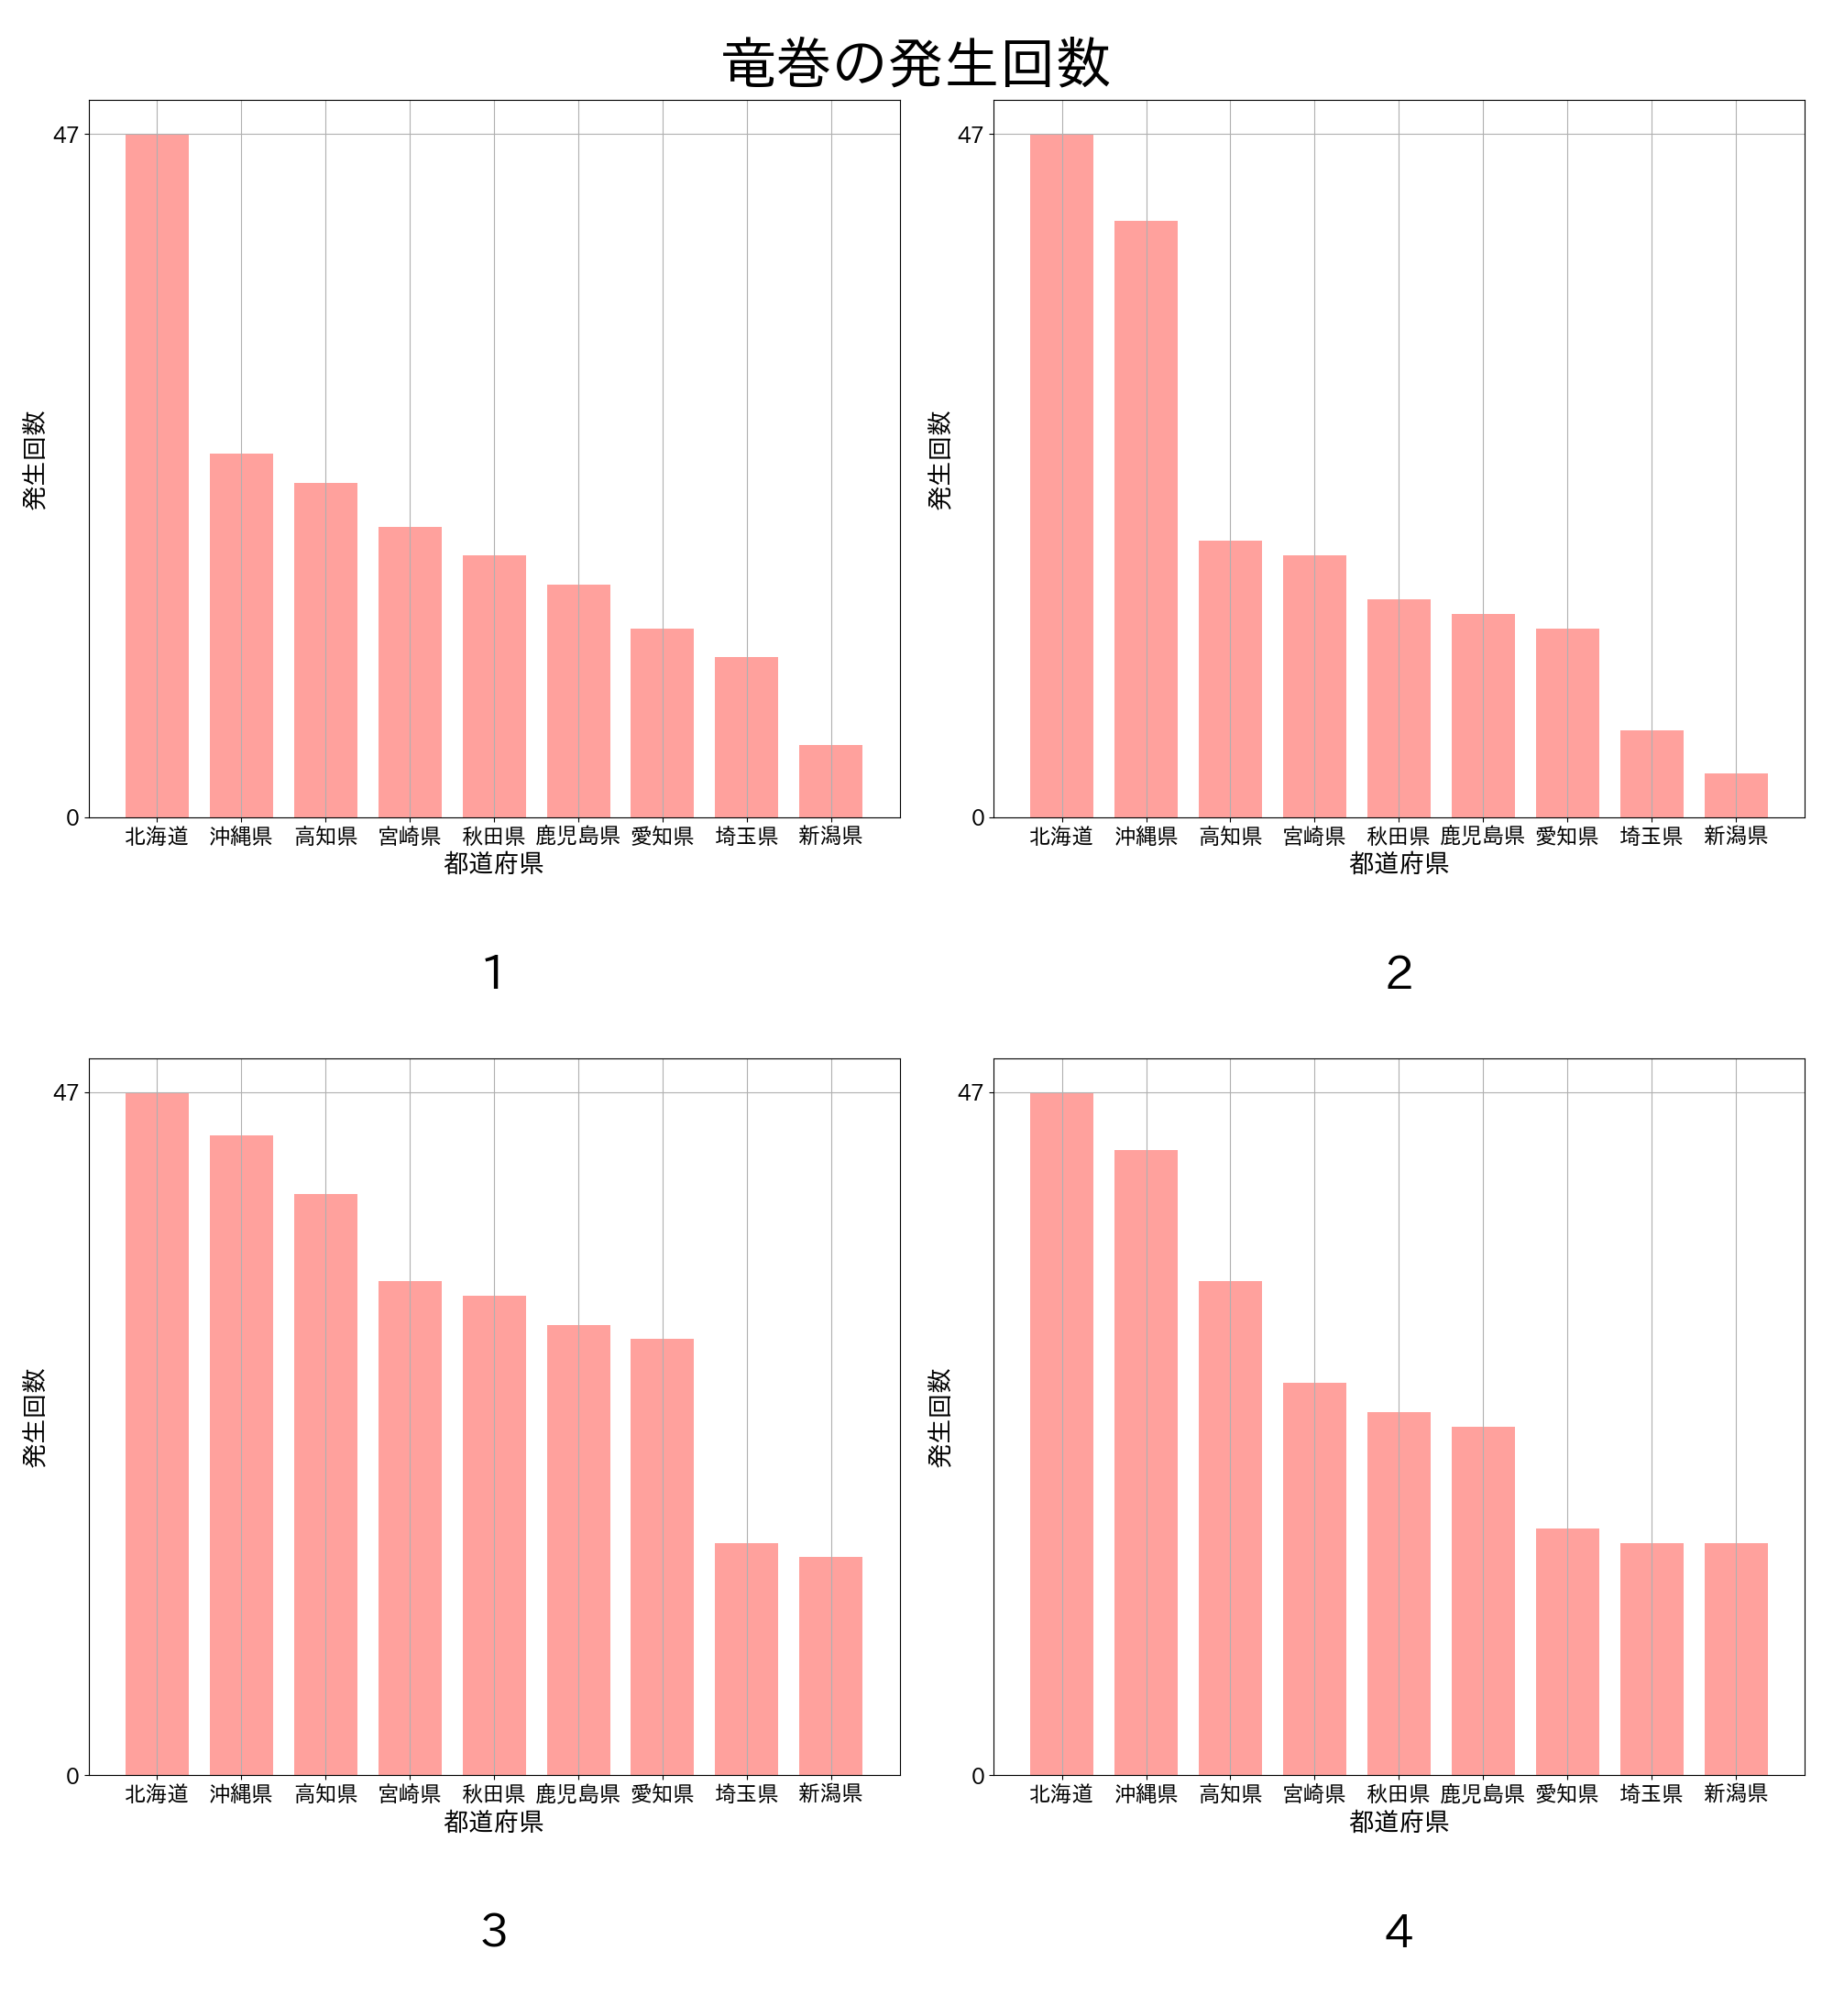 竜巻の発生回数
47
0
発生回数
北海道 沖縄県 高知県 宮崎県 秋田県 鹿児島県 愛知県 埼玉県 新潟県
都道府県
1
47
0
発生回数
北海道 沖縄県 高知県 宮崎県 秋田県 鹿児島県 愛知県 埼玉県 新潟県
都道府県
2
47
0
発生回数
北海道 沖縄県 高知県 宮崎県 秋田県 鹿児島県 愛知県 埼玉県 新潟県
都道府県
3
47
0
発生回数
北海道 沖縄県 高知県 宮崎県 秋田県 鹿児島県 愛知県 埼玉県 新潟県
都道府県
4